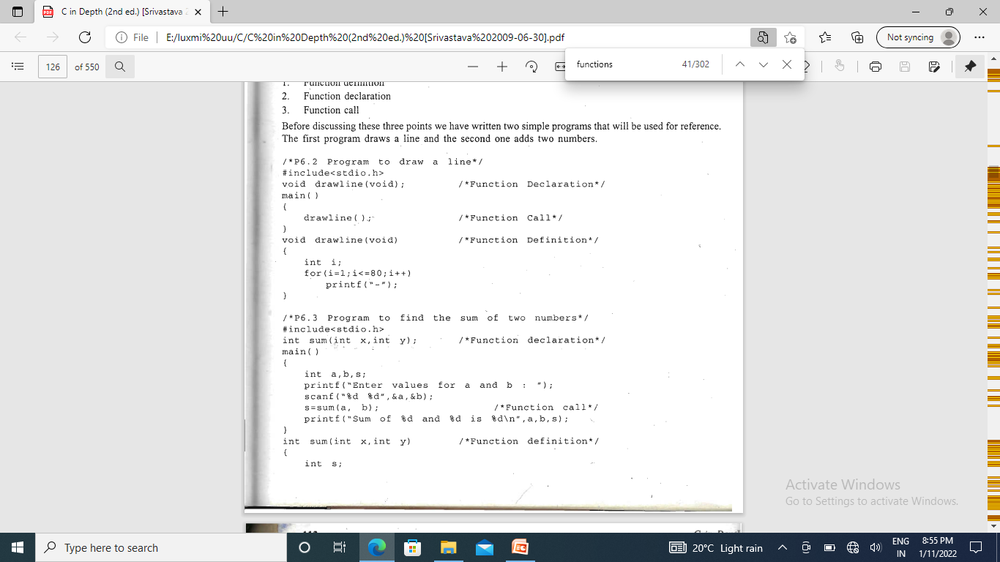 C in Depth (2nd ed.) [Srivastava 2
File
E:/luxmi%20uu/C/C%20in%20Depth%20(2nd%20ed.)%20[Srivastava%202009-06-30].pdf
Not syncing
126 of 550
functions 41/302
1. Function definition
2. Function declaration
3. Function call
Before discussing these three points we have written two simple programs that will be used for reference.
The first program draws a line and the second one adds two numbers.
/*P6.2 Program to draw a line*/
#include<stdio.h>
void drawline(void); /*Function Declaration*/
main( )
{
drawline( ); /*Function Call*/
}
void drawline(void) /*Function Definition*/
{
int i;
for(i=1;i<=80;i++)
printf("-");
}
/*P6.3 Program to find the sum of two numbers*/
#include<stdio.h>
int sum(int x,int y); /*Function declaration*/
main( )
{
int a,b,s;
printf("Enter values for a and b : ");
scanf("%d %d",&a,&b);
s=sum(a, b); /*Function call*/
printf("Sum of %d and %d is %d\n",a,b,s);
}
int sum(int x,int y) /*Function definition*/
{
int s;
Activate Windows
Go to Settings to activate Windows.
Type here to search
20°C Light rain
ENG
IN
8:55 PM
1/11/2022